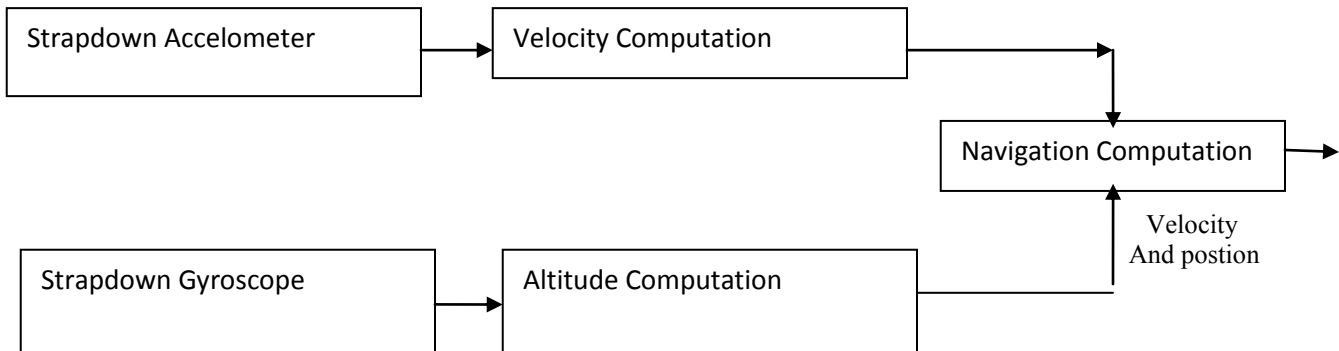 Strapdown Accelometer
Velocity Computation
Navigation Computation
Velocity
And postion
Strapdown Gyroscope
Altitude Computation